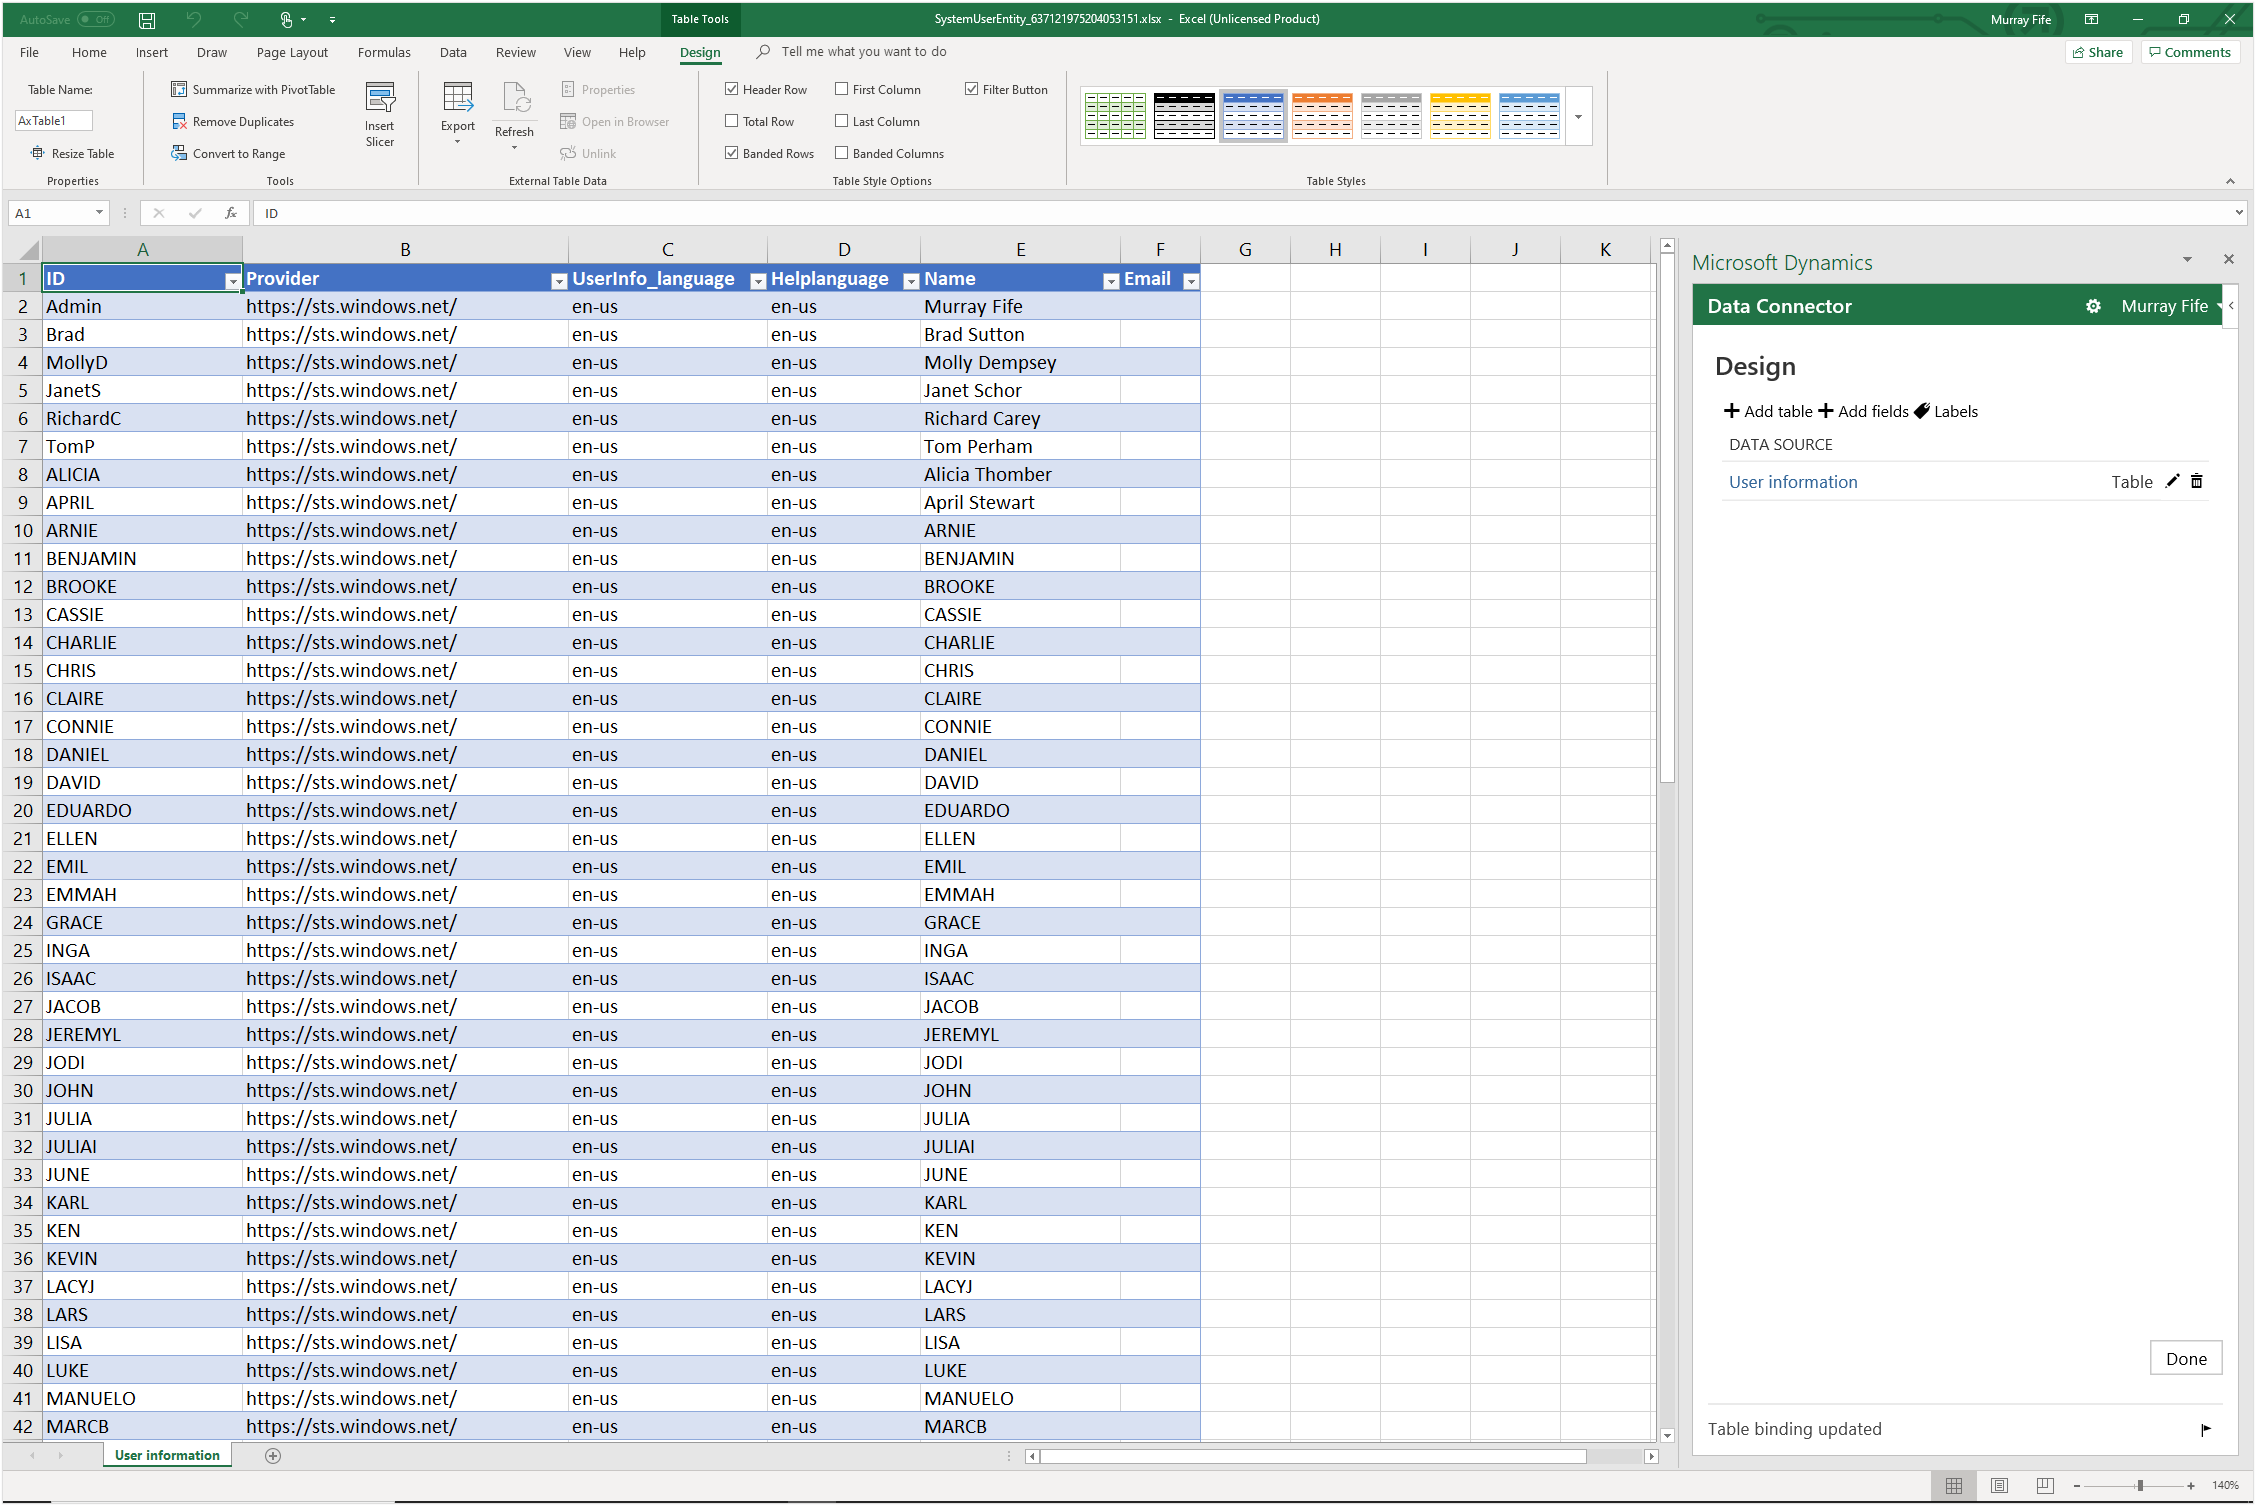 AutoSave Off
Table Tools
SystemUserEntity_637121975204053151.xlsx - Excel (Unlicensed Product)
Murray Fife
File Home Insert Draw Page Layout Formulas Data Review View Help Design Tell me what you want to do
Share Comments
Table Name:
AxTable1
Resize Table
Properties
Summarize with PivotTable
Remove Duplicates
Convert to Range
Insert
Slicer
Tools
Export
Refresh
Properties
Open in Browser
Unlink
External Table Data
Header Row First Column Filter Button
Total Row Last Column
Banded Rows Banded Columns
Table Style Options
Table Styles
A1 fx ID
A B C D E F G H I J K
1 ID Provider UserInfo_language Helplanguage Name Email
2 Admin https://sts.windows.net/ en-us en-us Murray Fife
3 Brad https://sts.windows.net/ en-us en-us Brad Sutton
4 MollyD https://sts.windows.net/ en-us en-us Molly Dempsey
5 JanetS https://sts.windows.net/ en-us en-us Janet Schor
6 RichardC https://sts.windows.net/ en-us en-us Richard Carey
7 TomP https://sts.windows.net/ en-us en-us Tom Perham
8 ALICIA https://sts.windows.net/ en-us en-us Alicia Thomber
9 APRIL https://sts.windows.net/ en-us en-us April Stewart
10 ARNIE https://sts.windows.net/ en-us en-us ARNIE
11 BENJAMIN https://sts.windows.net/ en-us en-us BENJAMIN
12 BROOKE https://sts.windows.net/ en-us en-us BROOKE
13 CASSIE https://sts.windows.net/ en-us en-us CASSIE
14 CHARLIE https://sts.windows.net/ en-us en-us CHARLIE
15 CHRIS https://sts.windows.net/ en-us en-us CHRIS
16 CLAIRE https://sts.windows.net/ en-us en-us CLAIRE
17 CONNIE https://sts.windows.net/ en-us en-us CONNIE
18 DANIEL https://sts.windows.net/ en-us en-us DANIEL
19 DAVID https://sts.windows.net/ en-us en-us DAVID
20 EDUARDO https://sts.windows.net/ en-us en-us EDUARDO
21 ELLEN https://sts.windows.net/ en-us en-us ELLEN
22 EMIL https://sts.windows.net/ en-us en-us EMIL
23 EMMAH https://sts.windows.net/ en-us en-us EMMAH
24 GRACE https://sts.windows.net/ en-us en-us GRACE
25 INGA https://sts.windows.net/ en-us en-us INGA
26 ISAAC https://sts.windows.net/ en-us en-us ISAAC
27 JACOB https://sts.windows.net/ en-us en-us JACOB
28 JEREMYL https://sts.windows.net/ en-us en-us JEREMYL
29 JODI https://sts.windows.net/ en-us en-us JODI
30 JOHN https://sts.windows.net/ en-us en-us JOHN
31 JULIA https://sts.windows.net/ en-us en-us JULIA
32 JULIAI https://sts.windows.net/ en-us en-us JULIAI
33 JUNE https://sts.windows.net/ en-us en-us JUNE
34 KARL https://sts.windows.net/ en-us en-us KARL
35 KEN https://sts.windows.net/ en-us en-us KEN
36 KEVIN https://sts.windows.net/ en-us en-us KEVIN
37 LACYJ https://sts.windows.net/ en-us en-us LACYJ
38 LARS https://sts.windows.net/ en-us en-us LARS
39 LISA https://sts.windows.net/ en-us en-us LISA
40 LUKE https://sts.windows.net/ en-us en-us LUKE
41 MANUELO https://sts.windows.net/ en-us en-us MANUELO
42 MARCB https://sts.windows.net/ en-us en-us MARCB
User information
Microsoft Dynamics
Data Connector Murray Fife
Design
Add table Add fields Labels
DATA SOURCE
User information Table
Done
Table binding updated
140%